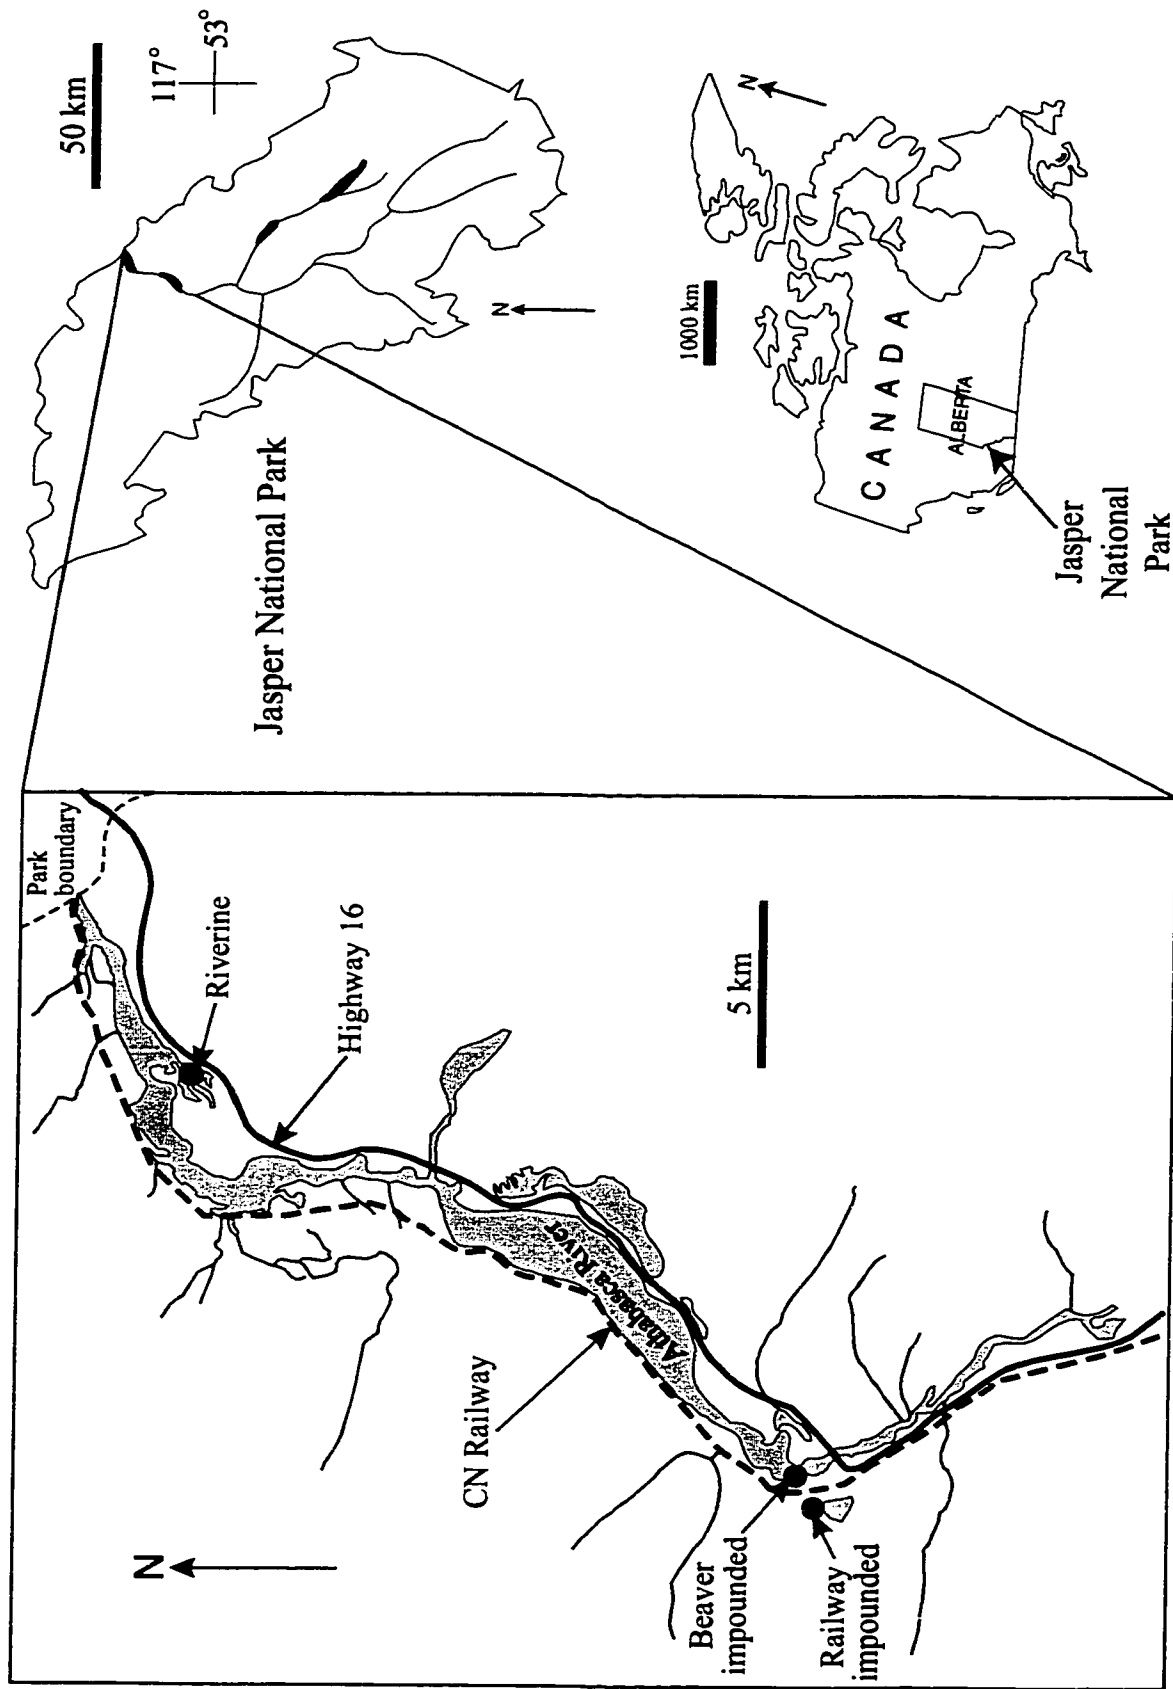 Park
boundary
Riverine
Highway 16
5 km
Athabasca River
CN Railway
N
Beaver
impounded
Railway
impounded
50 km
117°
53°
Jasper National Park
N
1000 km
N
CANADA
ALBERTA
Jasper
National
Park